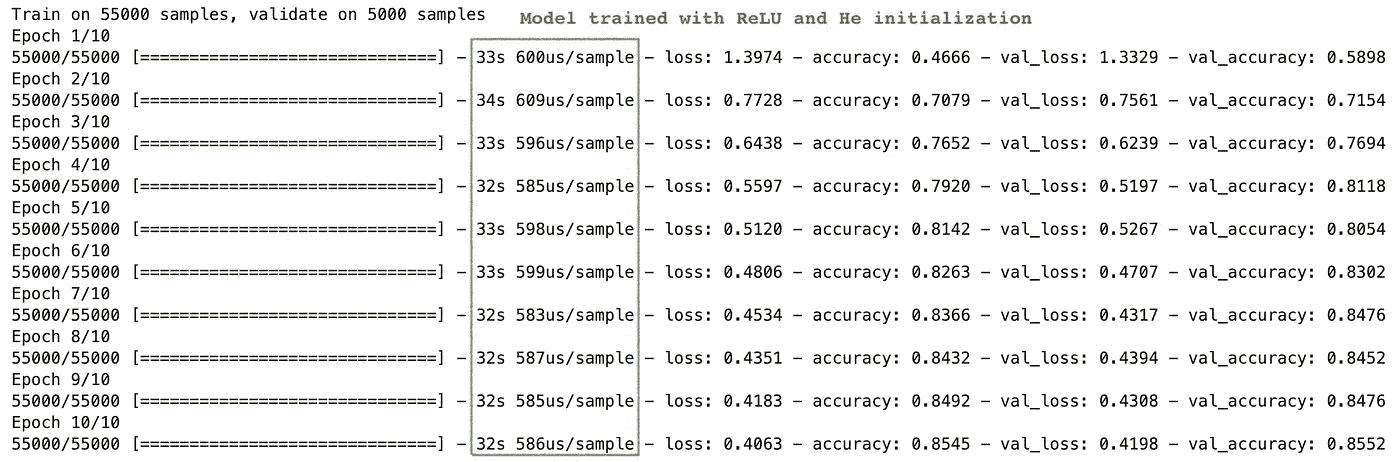 Train on 55000 samples, validate on 5000 samples Model trained with ReLU and He initialization
Epoch 1/10
55000/55000 [==============================] – 33s 600us/sample – loss: 1.3974 – accuracy: 0.4666 – val_loss: 1.3329 – val_accuracy: 0.5898
Epoch 2/10
55000/55000 [==============================] – 34s 609us/sample – loss: 0.7728 – accuracy: 0.7079 – val_loss: 0.7561 – val_accuracy: 0.7154
Epoch 3/10
55000/55000 [==============================] – 33s 596us/sample – loss: 0.6438 – accuracy: 0.7652 – val_loss: 0.6239 – val_accuracy: 0.7694
Epoch 4/10
55000/55000 [==============================] – 32s 585us/sample – loss: 0.5597 – accuracy: 0.7920 – val_loss: 0.5197 – val_accuracy: 0.8118
Epoch 5/10
55000/55000 [==============================] – 33s 598us/sample – loss: 0.5120 – accuracy: 0.8142 – val_loss: 0.5267 – val_accuracy: 0.8054
Epoch 6/10
55000/55000 [==============================] – 33s 599us/sample – loss: 0.4806 – accuracy: 0.8263 – val_loss: 0.4707 – val_accuracy: 0.8302
Epoch 7/10
55000/55000 [==============================] – 32s 583us/sample – loss: 0.4534 – accuracy: 0.8366 – val_loss: 0.4317 – val_accuracy: 0.8476
Epoch 8/10
55000/55000 [==============================] – 32s 587us/sample – loss: 0.4351 – accuracy: 0.8432 – val_loss: 0.4394 – val_accuracy: 0.8452
Epoch 9/10
55000/55000 [==============================] – 32s 585us/sample – loss: 0.4183 – accuracy: 0.8492 – val_loss: 0.4308 – val_accuracy: 0.8476
Epoch 10/10
55000/55000 [==============================] – 32s 586us/sample – loss: 0.4063 – accuracy: 0.8545 – val_loss: 0.4198 – val_accuracy: 0.8552